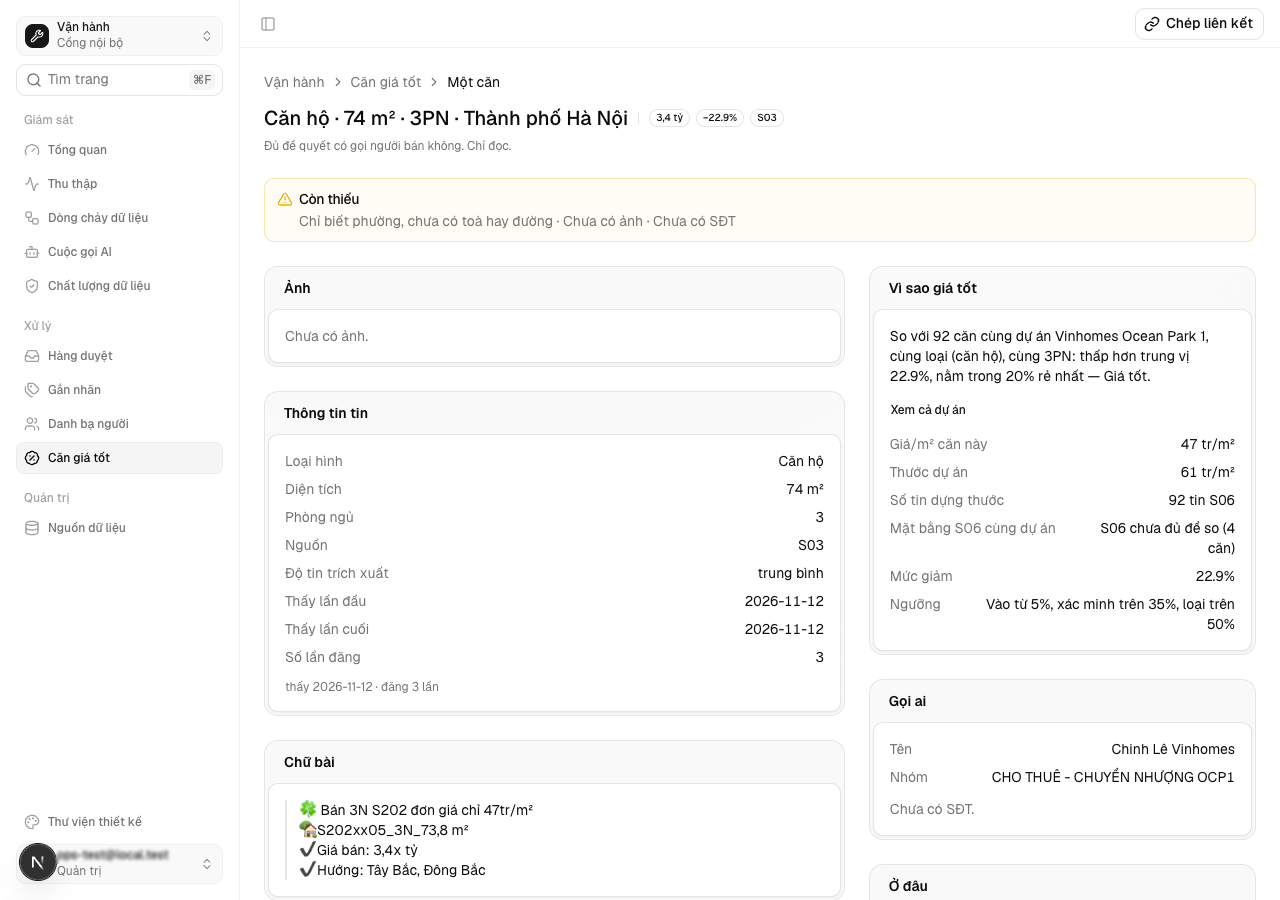 Vận hành
Cổng nội bộ
Tìm trang
⌘F
Giám sát
Tổng quan
Thu thập
Dòng chảy dữ liệu
Cuộc gọi AI
Chất lượng dữ liệu
Xử lý
Hàng duyệt
Gắn nhãn
Danh bạ người
Căn giá tốt
Quản trị
Nguồn dữ liệu
Thư viện thiết kế
N
Quản trị
Chép liên kết
Vận hành > Căn giá tốt > Một căn
Căn hộ · 74 m² · 3PN · Thành phố Hà Nội
3,4 tỷ
−22.9%
S03
Đủ để quyết có gọi người bán không. Chỉ đọc.
Còn thiếu
Chỉ biết phường, chưa có toà hay đường · Chưa có ảnh · Chưa có SĐT
Ảnh
Chưa có ảnh.
Thông tin tin
Loại hình Căn hộ
Diện tích 74 m²
Phòng ngủ 3
Nguồn S03
Độ tin trích xuất trung bình
Thấy lần đầu 2026-11-12
Thấy lần cuối 2026-11-12
Số lần đăng 3
thấy 2026-11-12 · đăng 3 lần
Chữ bài
🍀 Bán 3N S202 đơn giá chỉ 47tr/m²
🏡S202xx05_3N_73,8 m²
✔Giá bán: 3,4x tỷ
✔Hướng: Tây Bắc, Đông Bắc
Vì sao giá tốt
So với 92 căn cùng dự án Vinhomes Ocean Park 1,
cùng loại (căn hộ), cùng 3PN: thấp hơn trung vị
22.9%, nằm trong 20% rẻ nhất — Giá tốt.
Xem cả dự án
Giá/m² căn này 47 tr/m²
Thước dự án 61 tr/m²
Số tin dựng thước 92 tin S06
Mặt bằng S06 cùng dự án S06 chưa đủ để so (4
căn)
Mức giảm 22.9%
Ngưỡng Vào từ 5%, xác minh trên 35%, loại trên
50%
Gọi ai
Tên Chinh Lê Vinhomes
Nhóm CHO THUÊ - CHUYỂN NHƯỢNG OCP1
Chưa có SĐT.
Ở đâu